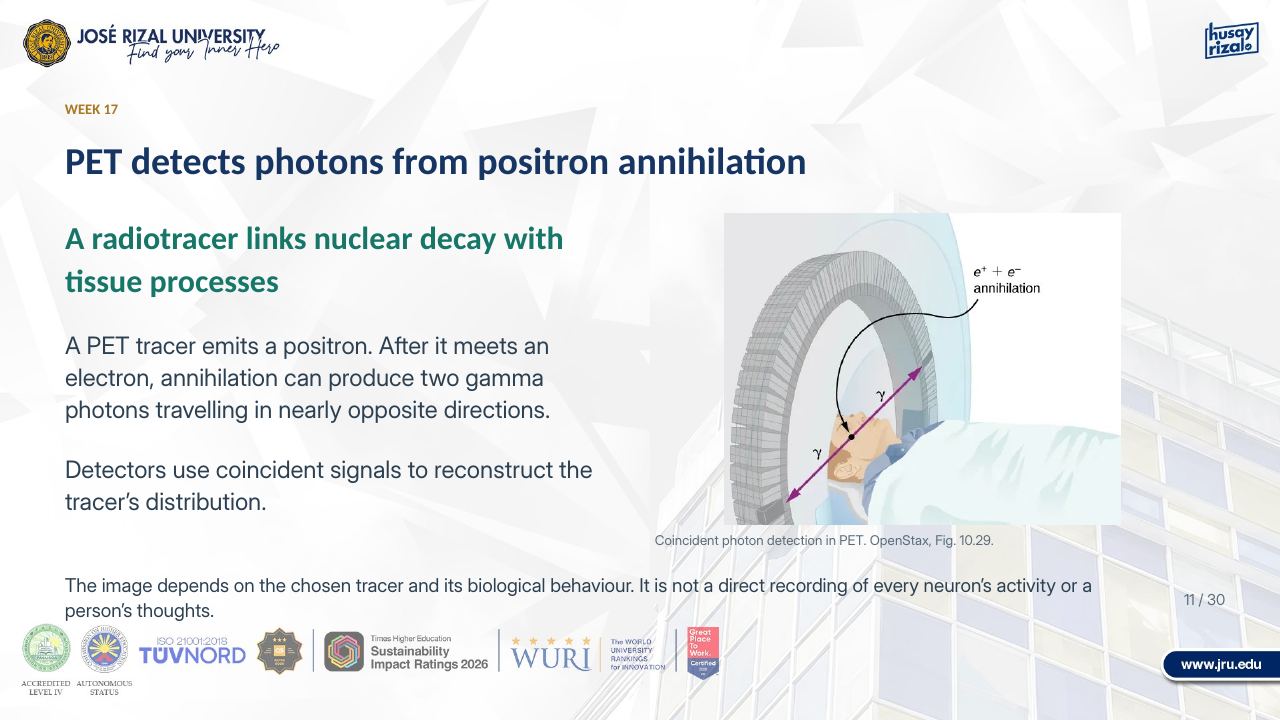 JOSÉ RIZAL UNIVERSITY
Find your Inner Hero
husay
rizal
WEEK 17
PET detects photons from positron annihilation
A radiotracer links nuclear decay with
tissue processes
A PET tracer emits a positron. After it meets an
electron, annihilation can produce two gamma
photons travelling in nearly opposite directions.
Detectors use coincident signals to reconstruct the
tracer’s distribution.
e⁺ + e⁻
annihilation
γ
γ
Coincident photon detection in PET. OpenStax, Fig. 10.29.
The image depends on the chosen tracer and its biological behaviour. It is not a direct recording of every neuron’s activity or a
person’s thoughts.
11 / 30
ACCREDITED
LEVEL IV
AUTONOMOUS
STATUS
ISO 21001:2018
TÜVNORD
Times Higher Education
Sustainability
Impact Ratings 2026
WURI
The WORLD
UNIVERSITY
RANKINGS
for INNOVATION
Great
Place
To
Work.
Certified
www.jru.edu